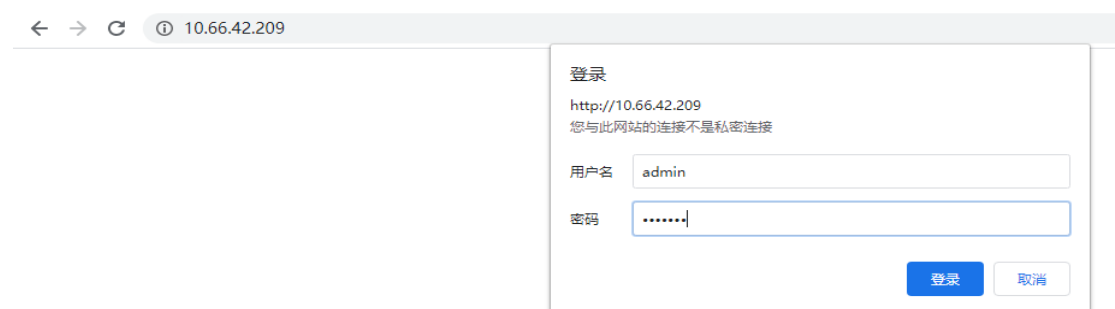 10.66.42.209
登录
http://10.66.42.209
您与此网站的连接不是私密连接
用户名 admin
密码 •••••••
登录 取消